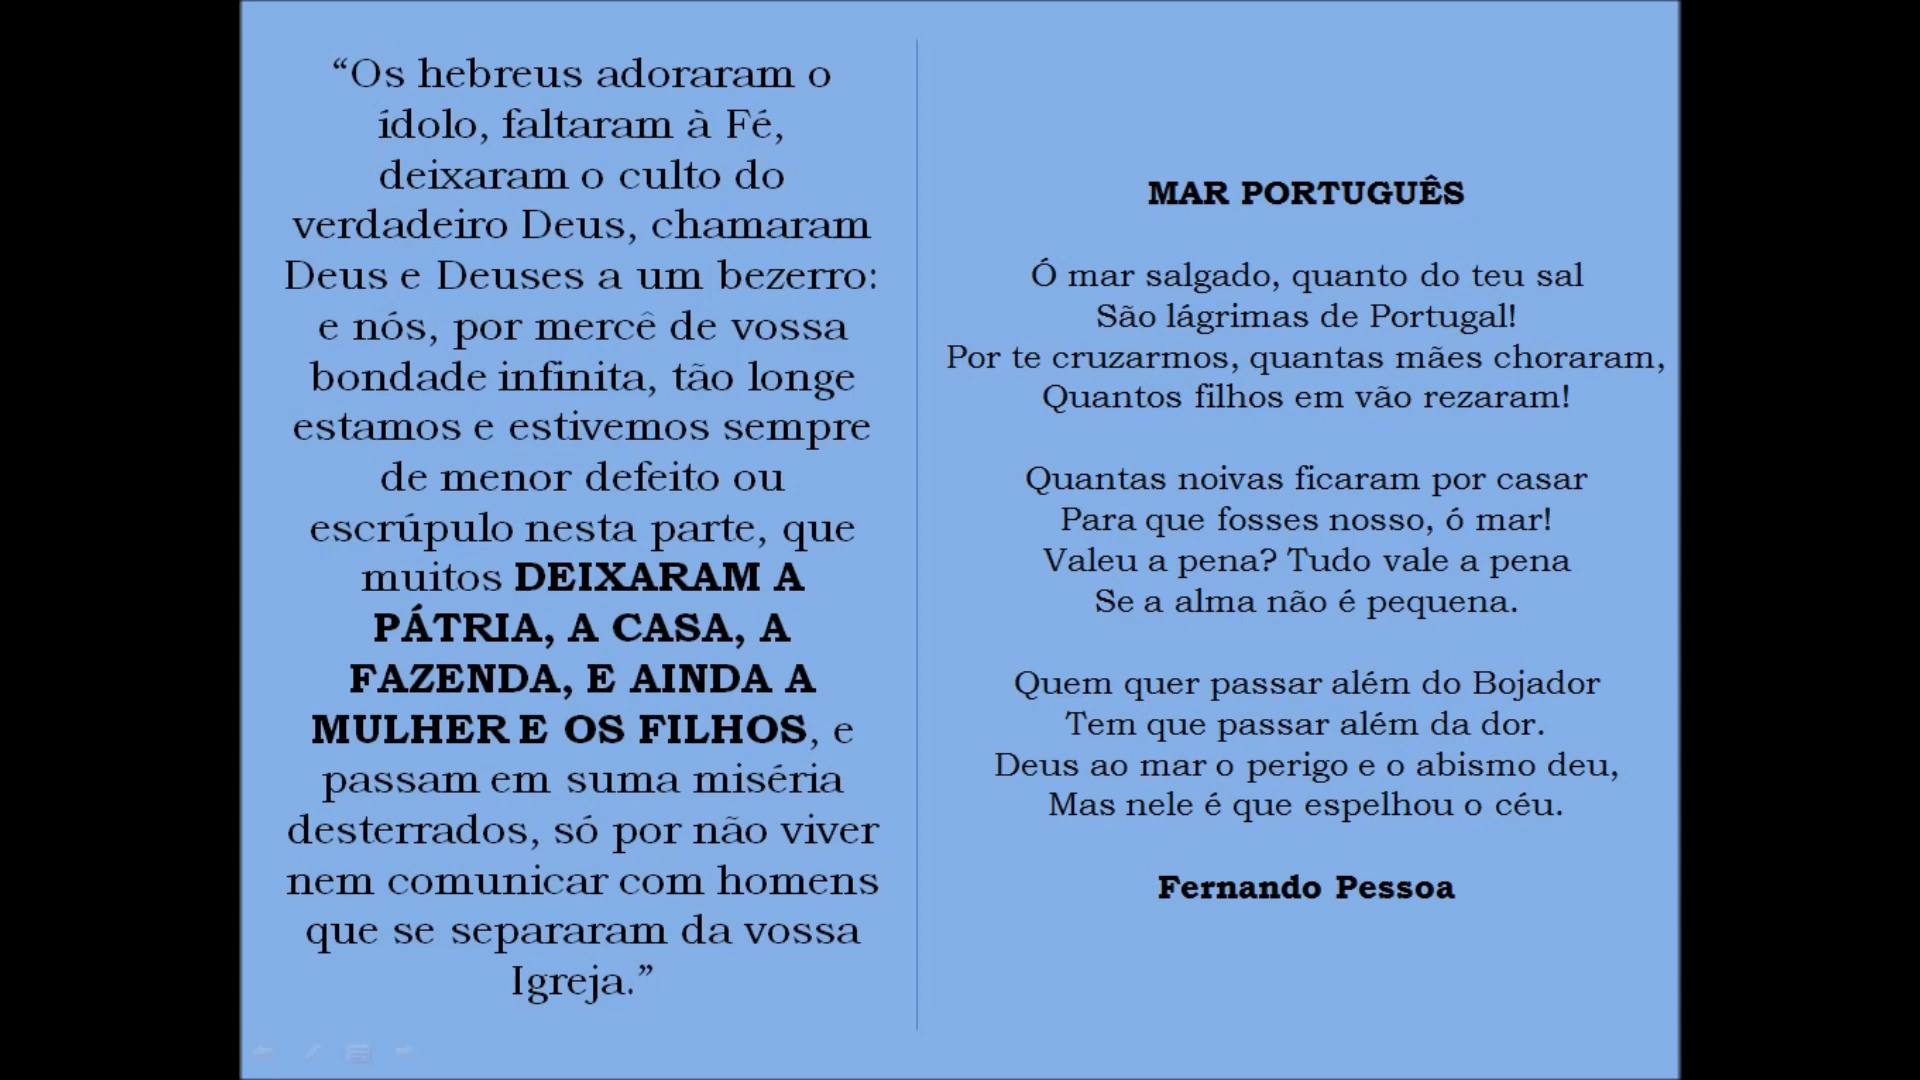 “Os hebreus adoraram o
ídolo, faltaram à Fé,
deixaram o culto do
verdadeiro Deus, chamaram
Deus e Deuses a um bezerro:
e nós, por mercê de vossa
bondade infinita, tão longe
estamos e estivemos sempre
de menor defeito ou
escrúpulo nesta parte, que
muitos DEIXARAM A
PÁTRIA, A CASA, A
FAZENDA, E AINDA A
MULHER E OS FILHOS, e
passam em suma miséria
desterrados, só por não viver
nem comunicar com homens
que se separaram da vossa
Igreja.”
MAR PORTUGUÊS
Ó mar salgado, quanto do teu sal
São lágrimas de Portugal!
Por te cruzarmos, quantas mães choraram,
Quantos filhos em vão rezaram!
Quantas noivas ficaram por casar
Para que fosses nosso, ó mar!
Valeu a pena? Tudo vale a pena
Se a alma não é pequena.
Quem quer passar além do Bojador
Tem que passar além da dor.
Deus ao mar o perigo e o abismo deu,
Mas nele é que espelhou o céu.
Fernando Pessoa